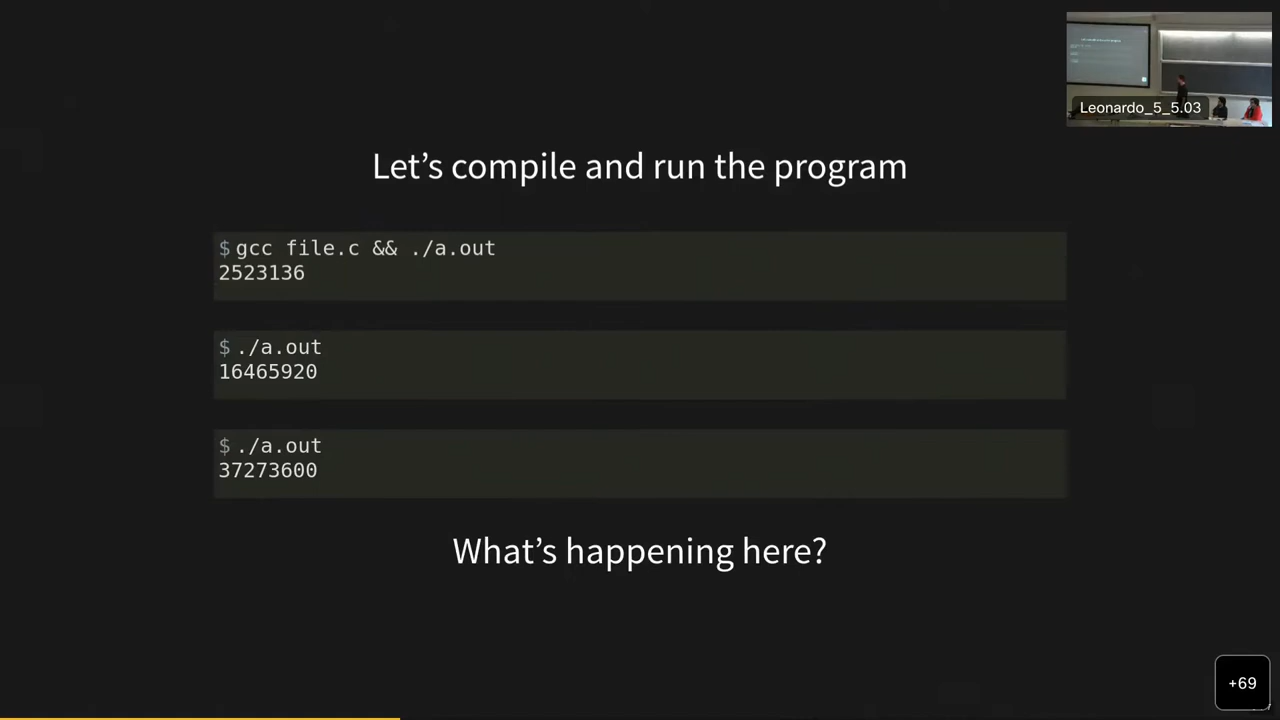 Leonardo_5_5.03
Let’s compile and run the program
$ gcc file.c && ./a.out
2523136
$ ./a.out
16465920
$ ./a.out
37273600
What’s happening here?
+69